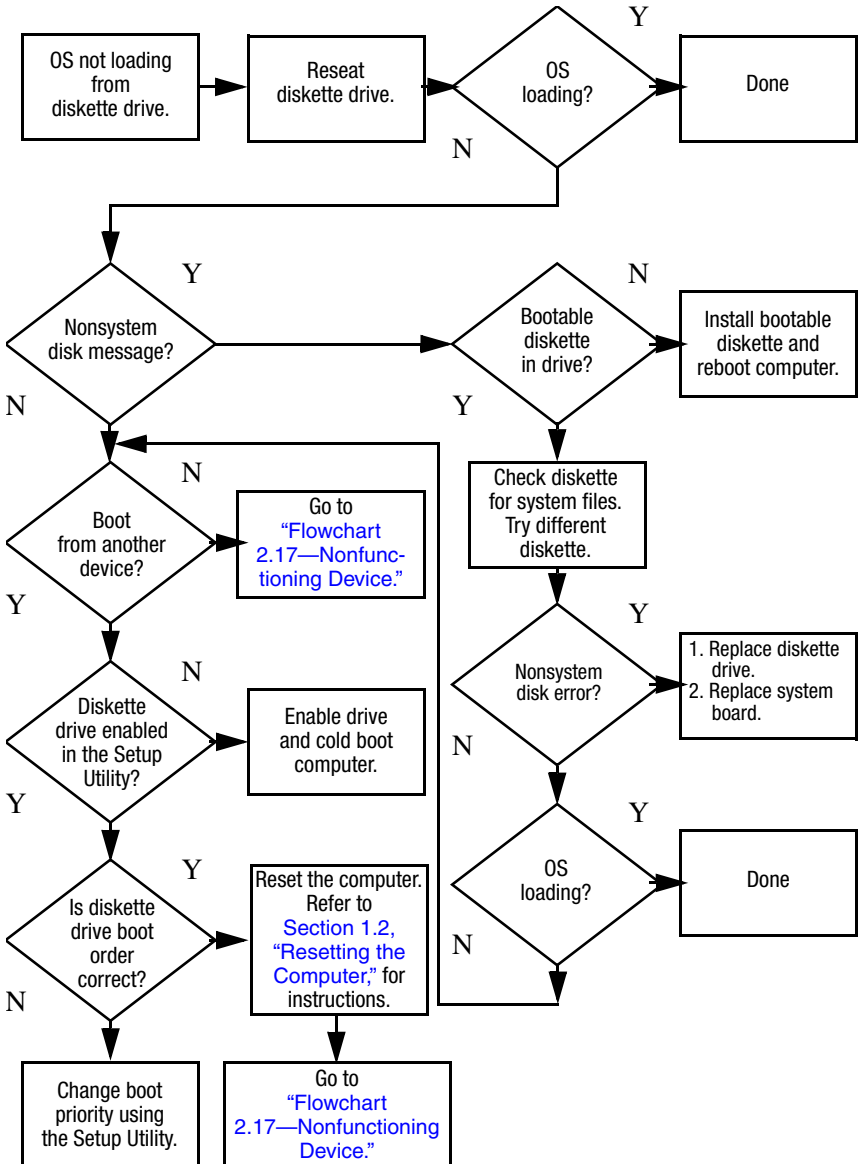 OS not loading
from
diskette drive.
Reseat
diskette drive.
OS
loading?
Y
Done
N
Nonsystem
disk message?
Y
N
Bootable
diskette
in drive?
N
Install bootable
diskette and
reboot computer.
Y
Check diskette
for system files.
Try different
diskette.
Boot
from another
device?
N
Go to
“Flowchart
2.17—Nonfunc-
tioning Device.”
Y
Nonsystem
disk error?
Y
1. Replace diskette
drive.
2. Replace system
board.
N
Diskette
drive enabled
in the Setup
Utility?
N
Enable drive
and cold boot
computer.
Y
OS
loading?
Y
Done
N
Is diskette
drive boot
order
correct?
Y
Reset the computer.
Refer to
Section 1.2,
“Resetting the
Computer,” for
instructions.
N
Change boot
priority using
the Setup Utility.
Go to
“Flowchart
2.17—Nonfunctioning
Device.”